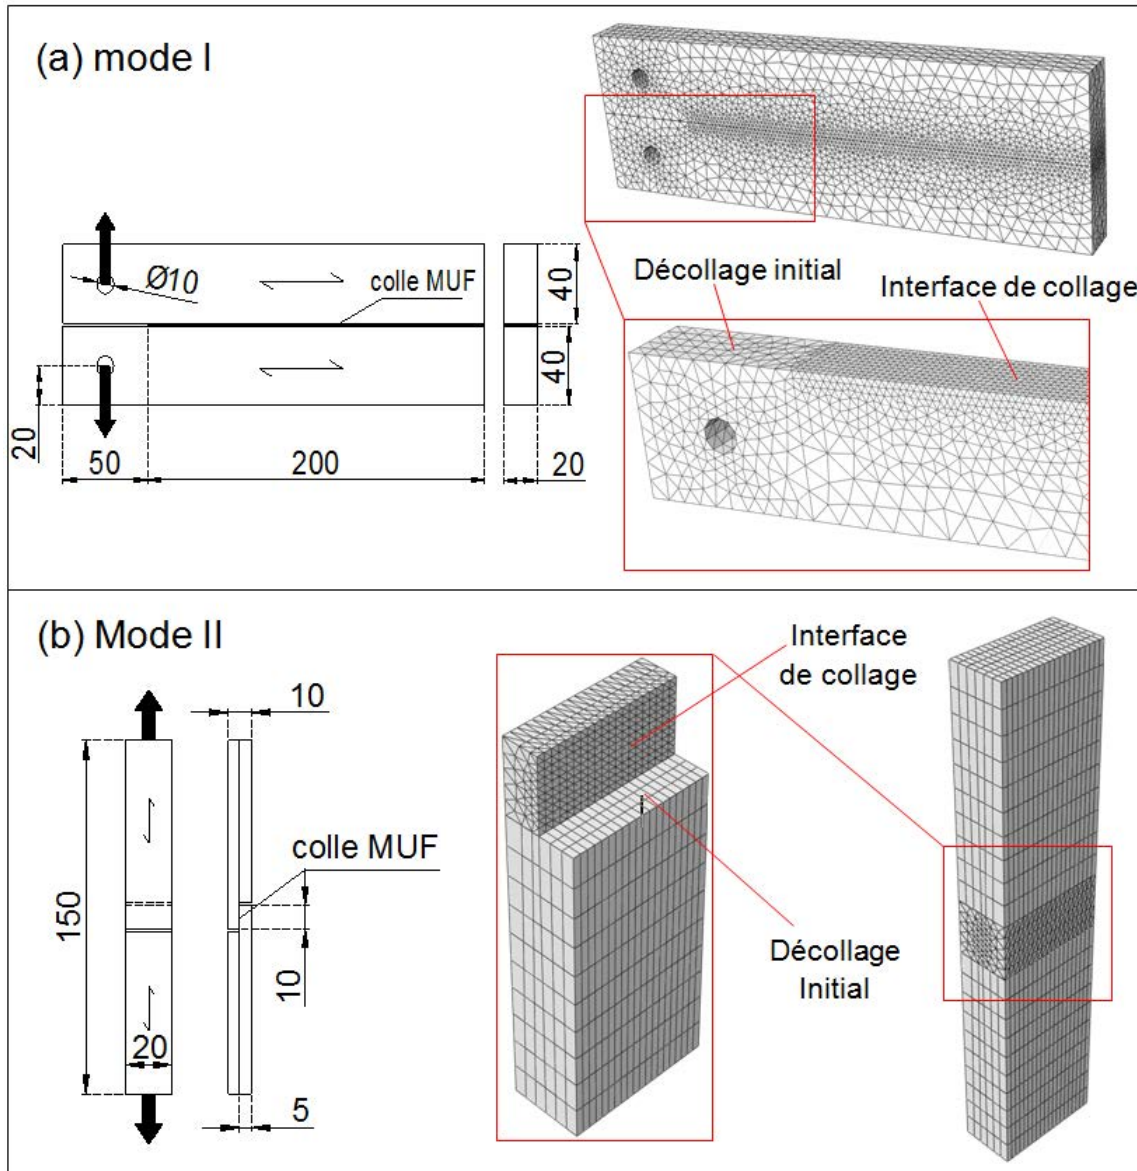 (a) mode I
Ø10
colle MUF
40
40
20
50
200
20
Décollage initial
Interface de collage
(b) Mode II
10
colle MUF
150
10
20
5
Interface
de collage
Décollage
Initial